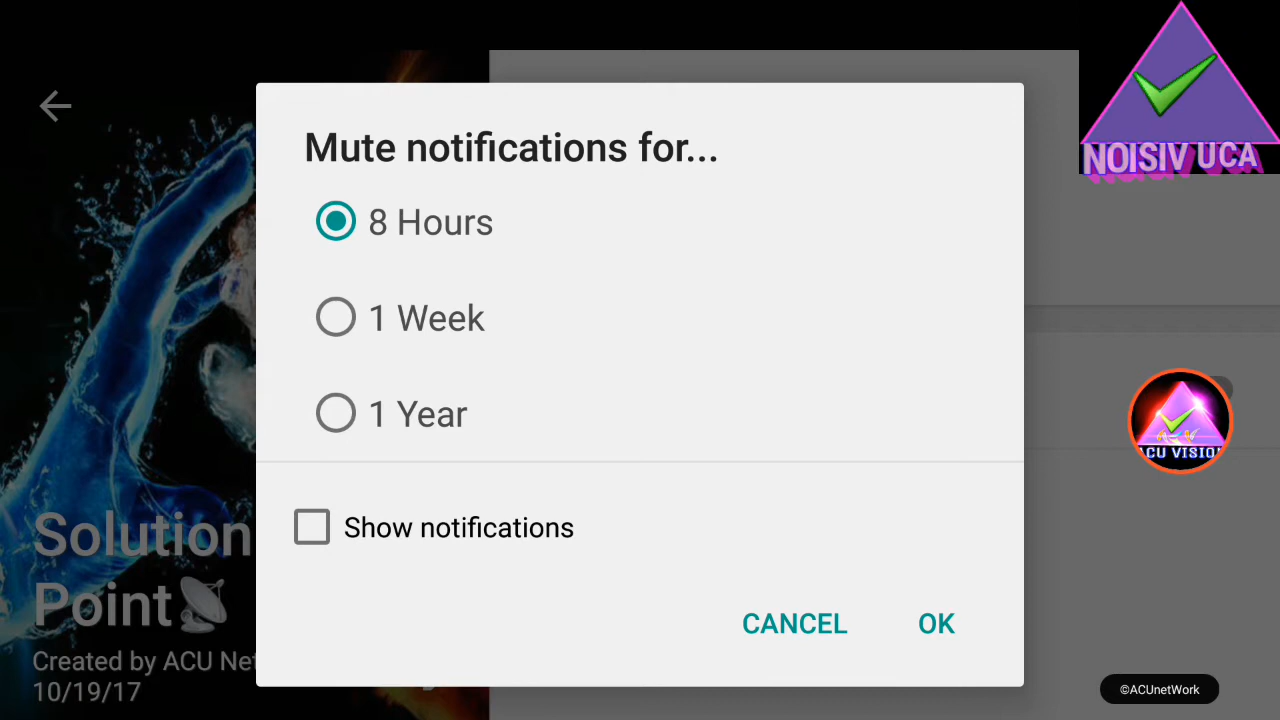 NOISIV UCA
Mute notifications for...
8 Hours
1 Week
1 Year
ACU VISION
Show notifications
Solution
Point
CANCEL
OK
Created by ACU Net
10/19/17
©ACUnetWork